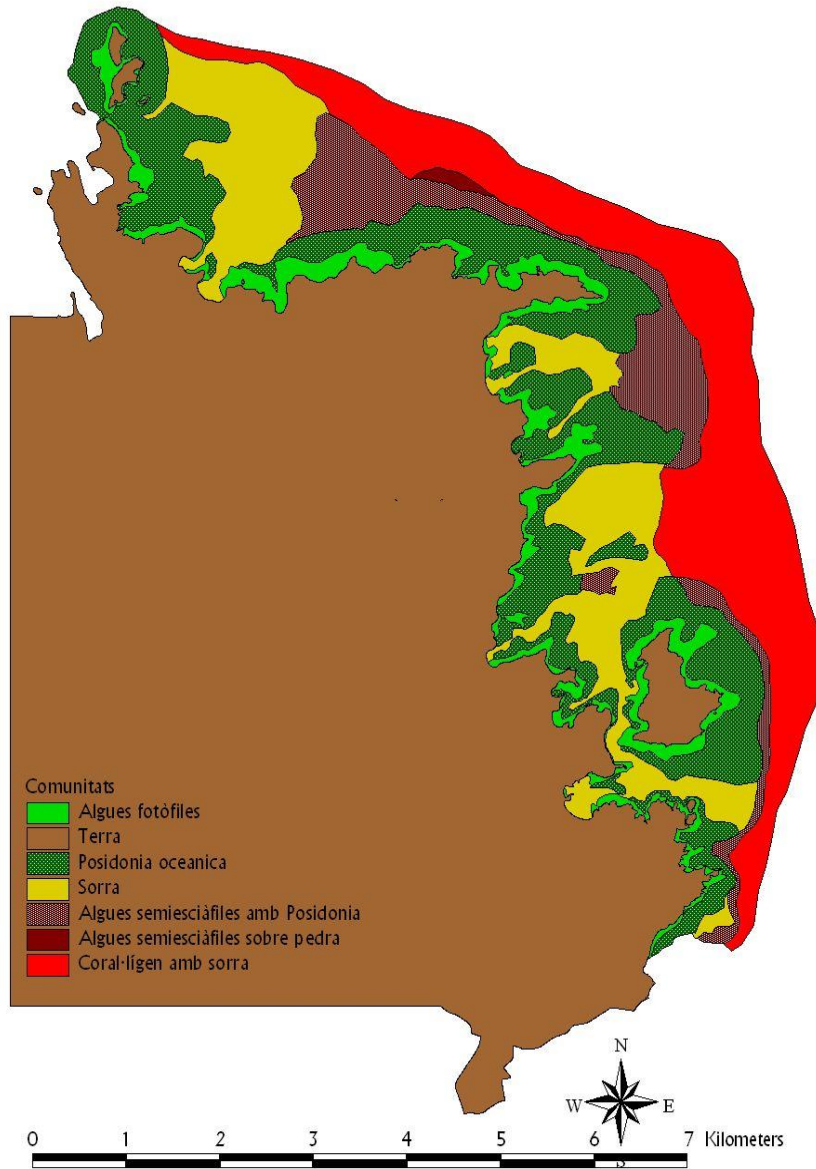 Comunitats
Algues fotòfiles
Terra
Posidonia oceanica
Sorra
Algues semiesciàfiles amb Posidonia
Algues semiesciàfiles sobre pedra
Coral·lígen amb sorra
N
W E
S
0 1 2 3 4 5 6 7 Kilometers